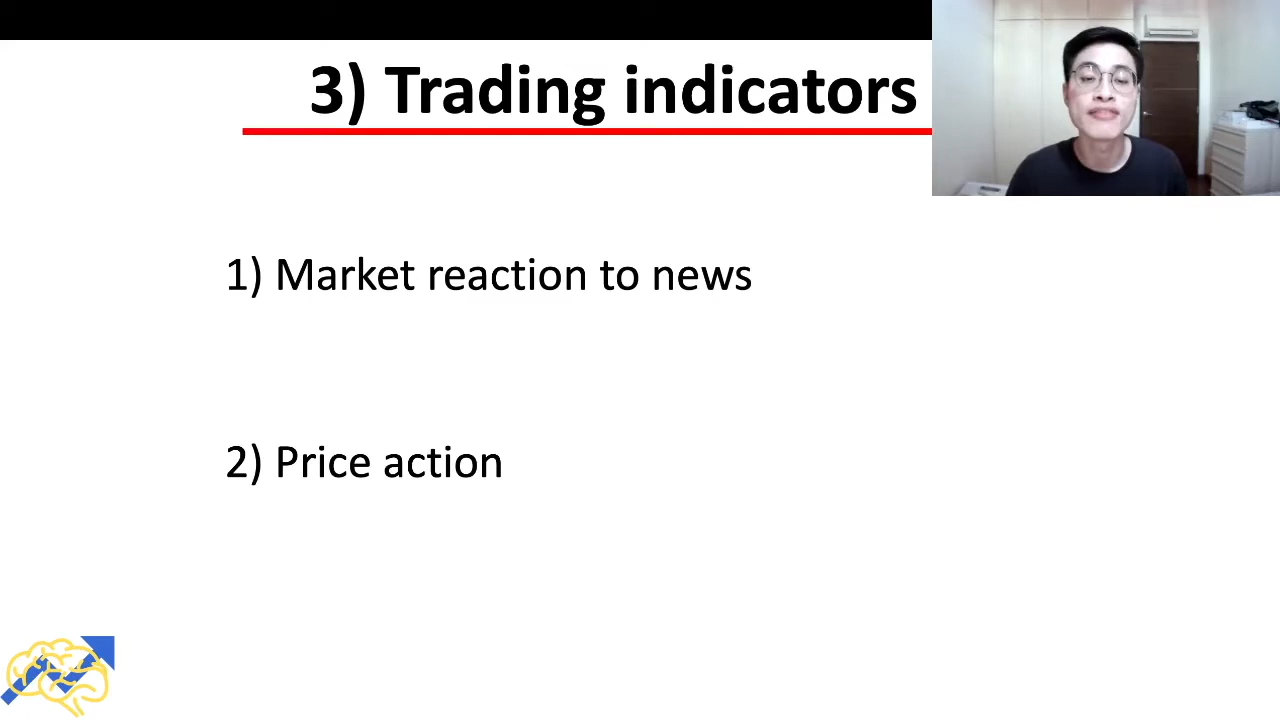 3) Trading indicators
1) Market reaction to news
2) Price action